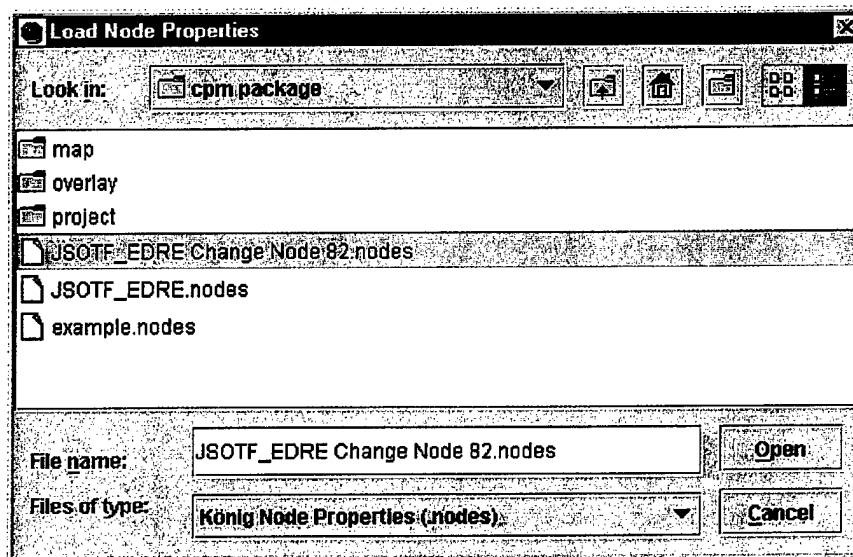 Load Node Properties
Look in: cpm package
map
overlay
project
JSOTF_EDRE Change Node 82.nodes
JSOTF_EDRE.nodes
example.nodes
File name: JSOTF_EDRE Change Node 82.nodes Open
Files of type: König Node Properties (.nodes) Cancel